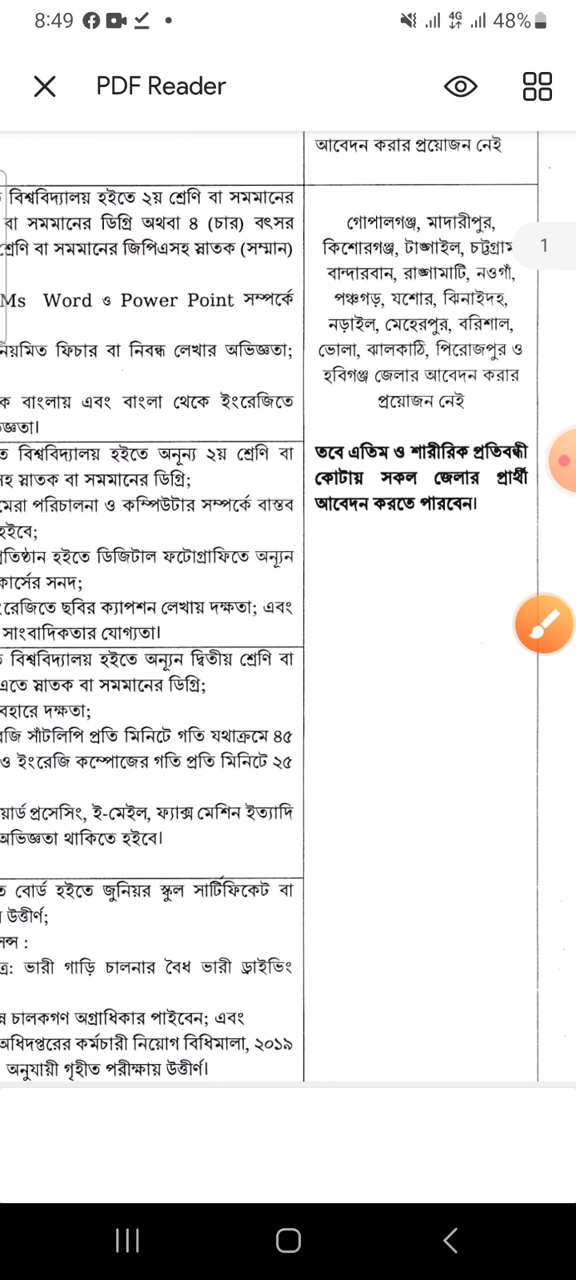 8:49
4G
48%
PDF Reader
আবেদন করার প্রয়োজন নেই
বিশ্ববিদ্যালয় হইতে ২য় শ্রেণি বা সমমানের
বা সমমানের ডিগ্রি অথবা ৪ (চার) বৎসর
শ্রেণি বা সমমানের জিপিএসহ স্নাতক (সম্মান)
Ms Word ও Power Point সম্পর্কে
নিয়মিত ফিচার বা নিবন্ধ লেখার অভিজ্ঞতা;
ক বাংলায় এবং বাংলা থেকে ইংরেজিতে
জ্ঞতা।
গোপালগঞ্জ, মাদারীপুর,
কিশোরগঞ্জ, টাঙ্গাইল, চট্টগ্রাম
বান্দারবান, রাঙ্গামাটি, নওগাঁ,
পঞ্চগড়, যশোর, ঝিনাইদহ,
নড়াইল, মেহেরপুর, বরিশাল,
ভোলা, ঝালকাঠি, পিরোজপুর ও
হবিগঞ্জ জেলার আবেদন করার
প্রয়োজন নেই
তবে এতিম ও শারীরিক প্রতিবন্ধী
কোটায় সকল জেলার প্রার্থী
আবেদন করতে পারবেন।
1
ত বিশ্ববিদ্যালয় হইতে অনূন্য ২য় শ্রেণি বা
হ স্নাতক বা সমমানের ডিগ্রি;
মেরা পরিচালনা ও কম্পিউটার সম্পর্কে বাস্তব
হইবে;
প্রতিষ্ঠান হইতে ডিজিটাল ফটোগ্রাফিতে অন্যূন
কোর্সের সনদ;
ংরেজিতে ছবির ক্যাপশন লেখায় দক্ষতা; এবং
সাংবাদিকতার যোগ্যতা।
ত বিশ্ববিদ্যালয় হইতে অন্যূন দ্বিতীয় শ্রেণি বা
এতে স্নাতক বা সমমানের ডিগ্রি;
বহারে দক্ষতা;
রজি সাঁটলিপি প্রতি মিনিটে গতি যথাক্রমে ৪৫
ও ইংরেজি কম্পোজের গতি প্রতি মিনিটে ২৫
য়ার্ড প্রসেসিং, ই-মেইল, ফ্যাক্স মেশিন ইত্যাদি
অভিজ্ঞতা থাকিতে হইবে।
ত বোর্ড হইতে জুনিয়র স্কুল সার্টিফিকেট বা
উত্তীর্ণ;
ন্স :
ত্র: ভারী গাড়ি চালনার বৈধ ভারী ড্রাইভিং
ন্ন চালকগণ অগ্রাধিকার পাইবেন; এবং
অধিদপ্তরের কর্মচারী নিয়োগ বিধিমালা, ২০১৯
অনুযায়ী গৃহীত পরীক্ষায় উত্তীর্ণ।